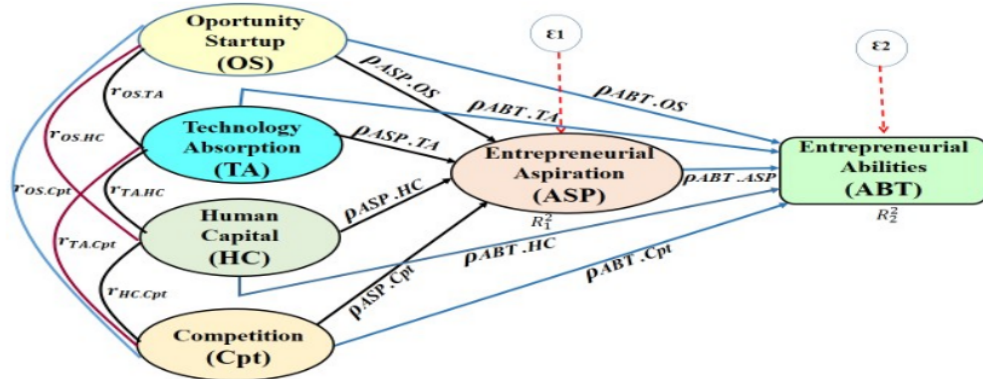 Oportunity
Startup
(OS)
ε1
ε2
ρASP.OS
ρABT.OS
rOS.TA
ρABT.TA
rOS.HC
Technology
Absorption
(TA)
ρASP.TA
Entrepreneurial
Aspiration
(ASP)
Entrepreneurial
Abilities
(ABT)
ρABT.ASP
rOS.Cpt
rTA.HC
ρASP.HC
R₁²
R₂²
Human
Capital
(HC)
rTA.Cpt
ρABT.HC
ρABT.Cpt
rHC.Cpt
ρASP.Cpt
Competition
(Cpt)